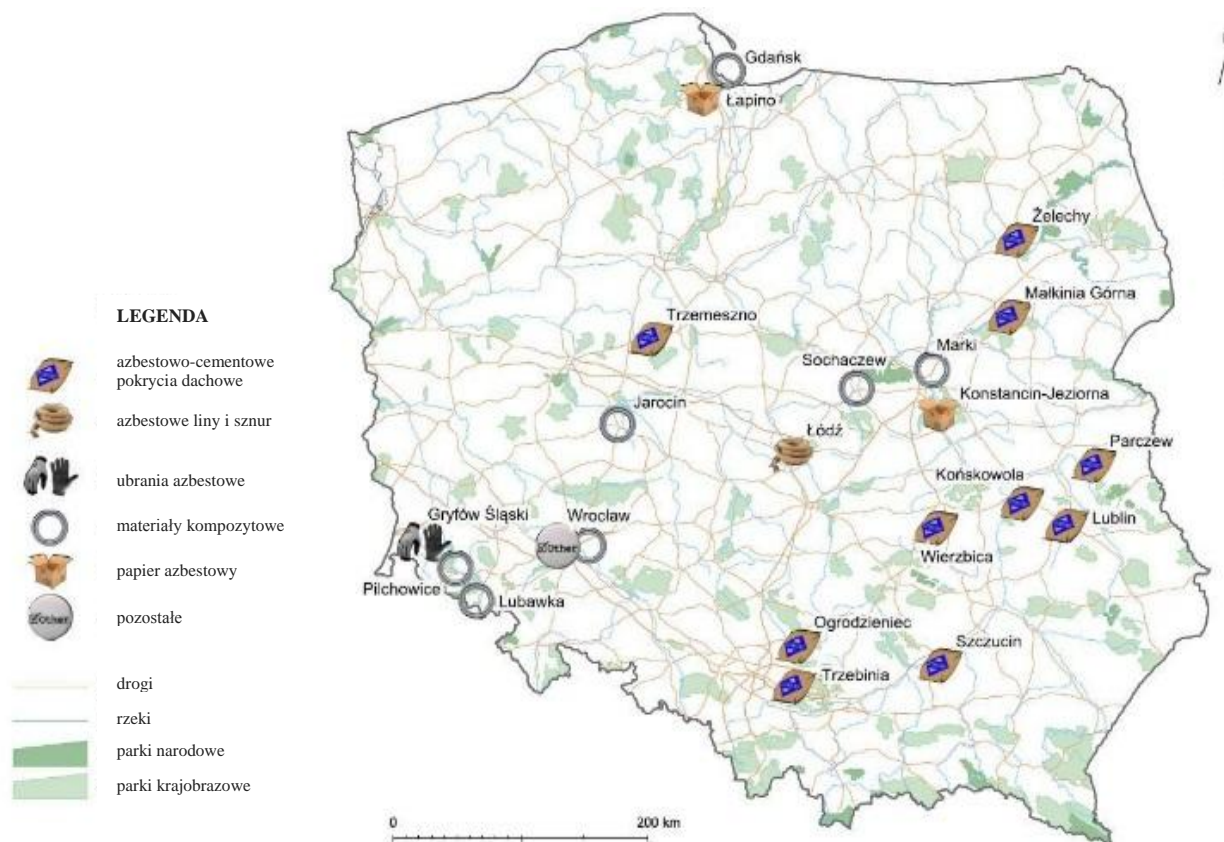 Gdańsk
Łapino
Żelechy
Małkinia Górna
Trzemeszno
Marki
Sochaczew
Konstancin-Jeziorna
Jarocin
Łódź
Parczew
Końskowola
Lublin
Wierzbica
Gryfów Śląski
Wrocław
Other
Pilchowice
Lubawka
Ogrodzieniec
Szczucin
Trzebinia
LEGENDA
azbestowo-cementowe
pokrycia dachowe
azbestowe liny i sznur
ubrania azbestowe
materiały kompozytowe
papier azbestowy
Other
pozostałe
drogi
rzeki
parki narodowe
parki krajobrazowe
0
200 km